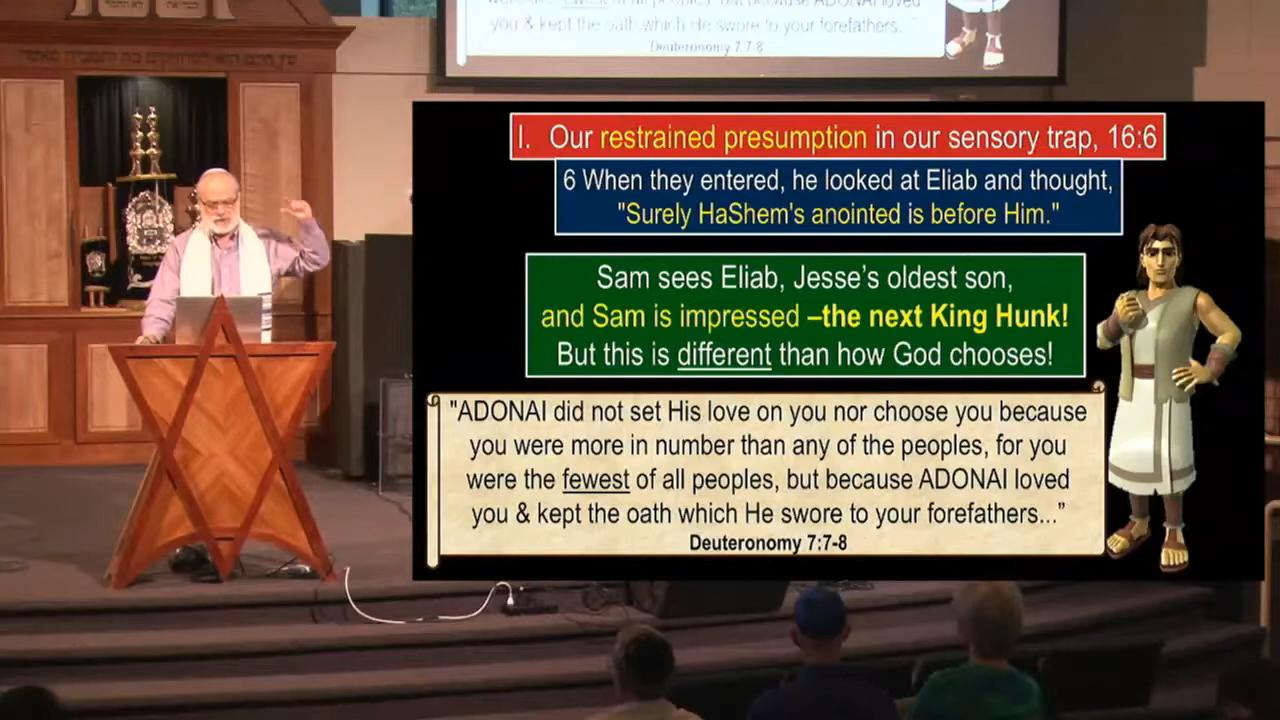 עץ חיים היא למחזיקים בה
you & kept the oath which He swore to your forefathers..."
Deuteronomy 7:7-8
I. Our restrained presumption in our sensory trap, 16:6
6 When they entered, he looked at Eliab and thought,
"Surely HaShem's anointed is before Him."
Sam sees Eliab, Jesse's oldest son,
and Sam is impressed –the next King Hunk!
But this is different than how God chooses!
"ADONAI did not set His love on you nor choose you because
you were more in number than any of the peoples, for you
were the fewest of all peoples, but because ADONAI loved
you & kept the oath which He swore to your forefathers..."
Deuteronomy 7:7-8